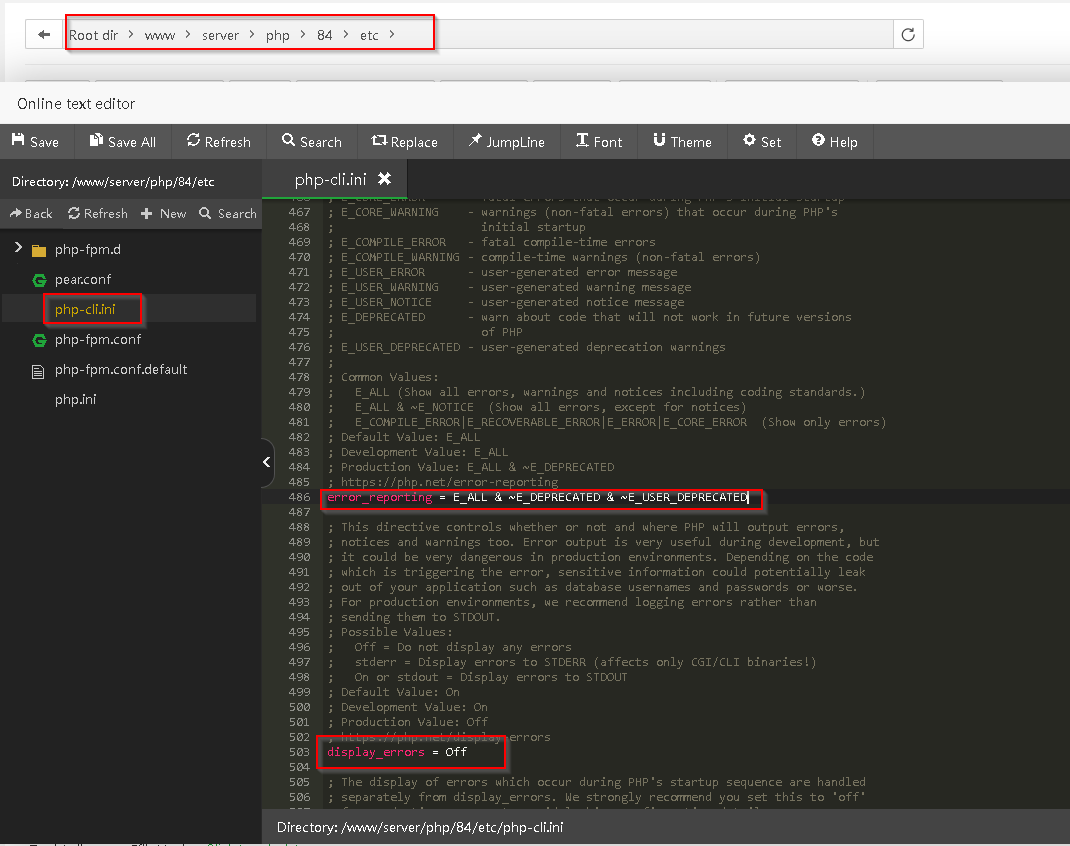 Root dir > www > server > php > 84 > etc >
Online text editor
Save Save All Refresh Search Replace JumpLine Font Theme Set Help
Directory: /www/server/php/84/etc
Back Refresh New Search
php-fpm.d
pear.conf
php-cli.ini
php-fpm.conf
php-fpm.conf.default
php.ini
php-cli.ini
466 ; E_CORE_ERROR - fatal errors that occur during PHP's initial startup
467 ; E_CORE_WARNING - warnings (non-fatal errors) that occur during PHP's
468 ; initial startup
469 ; E_COMPILE_ERROR - fatal compile-time errors
470 ; E_COMPILE_WARNING - compile-time warnings (non-fatal errors)
471 ; E_USER_ERROR - user-generated error message
472 ; E_USER_WARNING - user-generated warning message
473 ; E_USER_NOTICE - user-generated notice message
474 ; E_DEPRECATED - warn about code that will not work in future versions
475 ; of PHP
476 ; E_USER_DEPRECATED - user-generated deprecation warnings
477 ;
478 ; Common Values:
479 ; E_ALL (Show all errors, warnings and notices including coding standards.)
480 ; E_ALL & ~E_NOTICE (Show all errors, except for notices)
481 ; E_COMPILE_ERROR|E_RECOVERABLE_ERROR|E_ERROR|E_CORE_ERROR (Show only errors)
482 ; Default Value: E_ALL
483 ; Development Value: E_ALL
484 ; Production Value: E_ALL & ~E_DEPRECATED
485 ; https://php.net/error-reporting
486 error_reporting = E_ALL & ~E_DEPRECATED & ~E_USER_DEPRECATED
487
488 ; This directive controls whether or not and where PHP will output errors,
489 ; notices and warnings too. Error output is very useful during development, but
490 ; it could be very dangerous in production environments. Depending on the code
491 ; which is triggering the error, sensitive information could potentially leak
492 ; out of your application such as database usernames and passwords or worse.
493 ; For production environments, we recommend logging errors rather than
494 ; sending them to STDOUT.
495 ; Possible Values:
496 ; Off = Do not display any errors
497 ; stderr = Display errors to STDERR (affects only CGI/CLI binaries!)
498 ; On or stdout = Display errors to STDOUT
499 ; Default Value: On
500 ; Development Value: On
501 ; Production Value: Off
502 ; https://php.net/display-errors
503 display_errors = Off
504
505 ; The display of errors which occur during PHP's startup sequence are handled
506 ; separately from display_errors. We strongly recommend you set this to 'off'
Directory: /www/server/php/84/etc/php-cli.ini